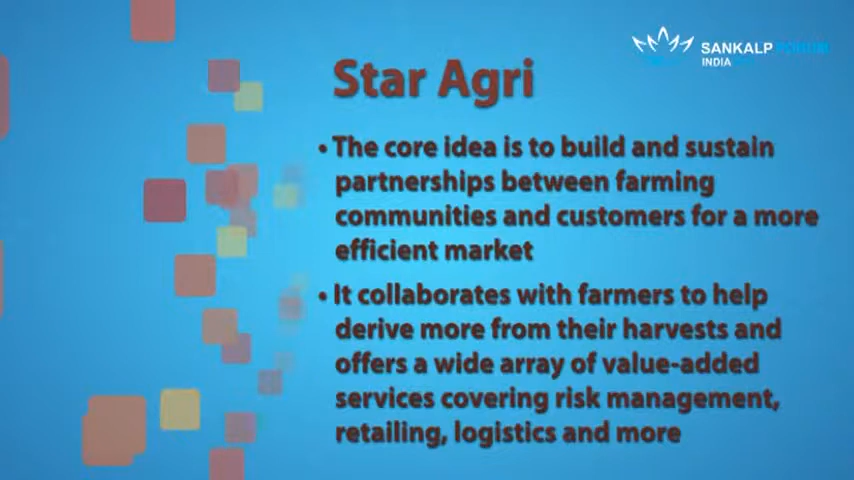 SANKALP FORUM
INDIA
Star Agri
• The core idea is to build and sustain
partnerships between farming
communities and customers for a more
efficient market
• It collaborates with farmers to help
derive more from their harvests and
offers a wide array of value-added
services covering risk management,
retailing, logistics and more